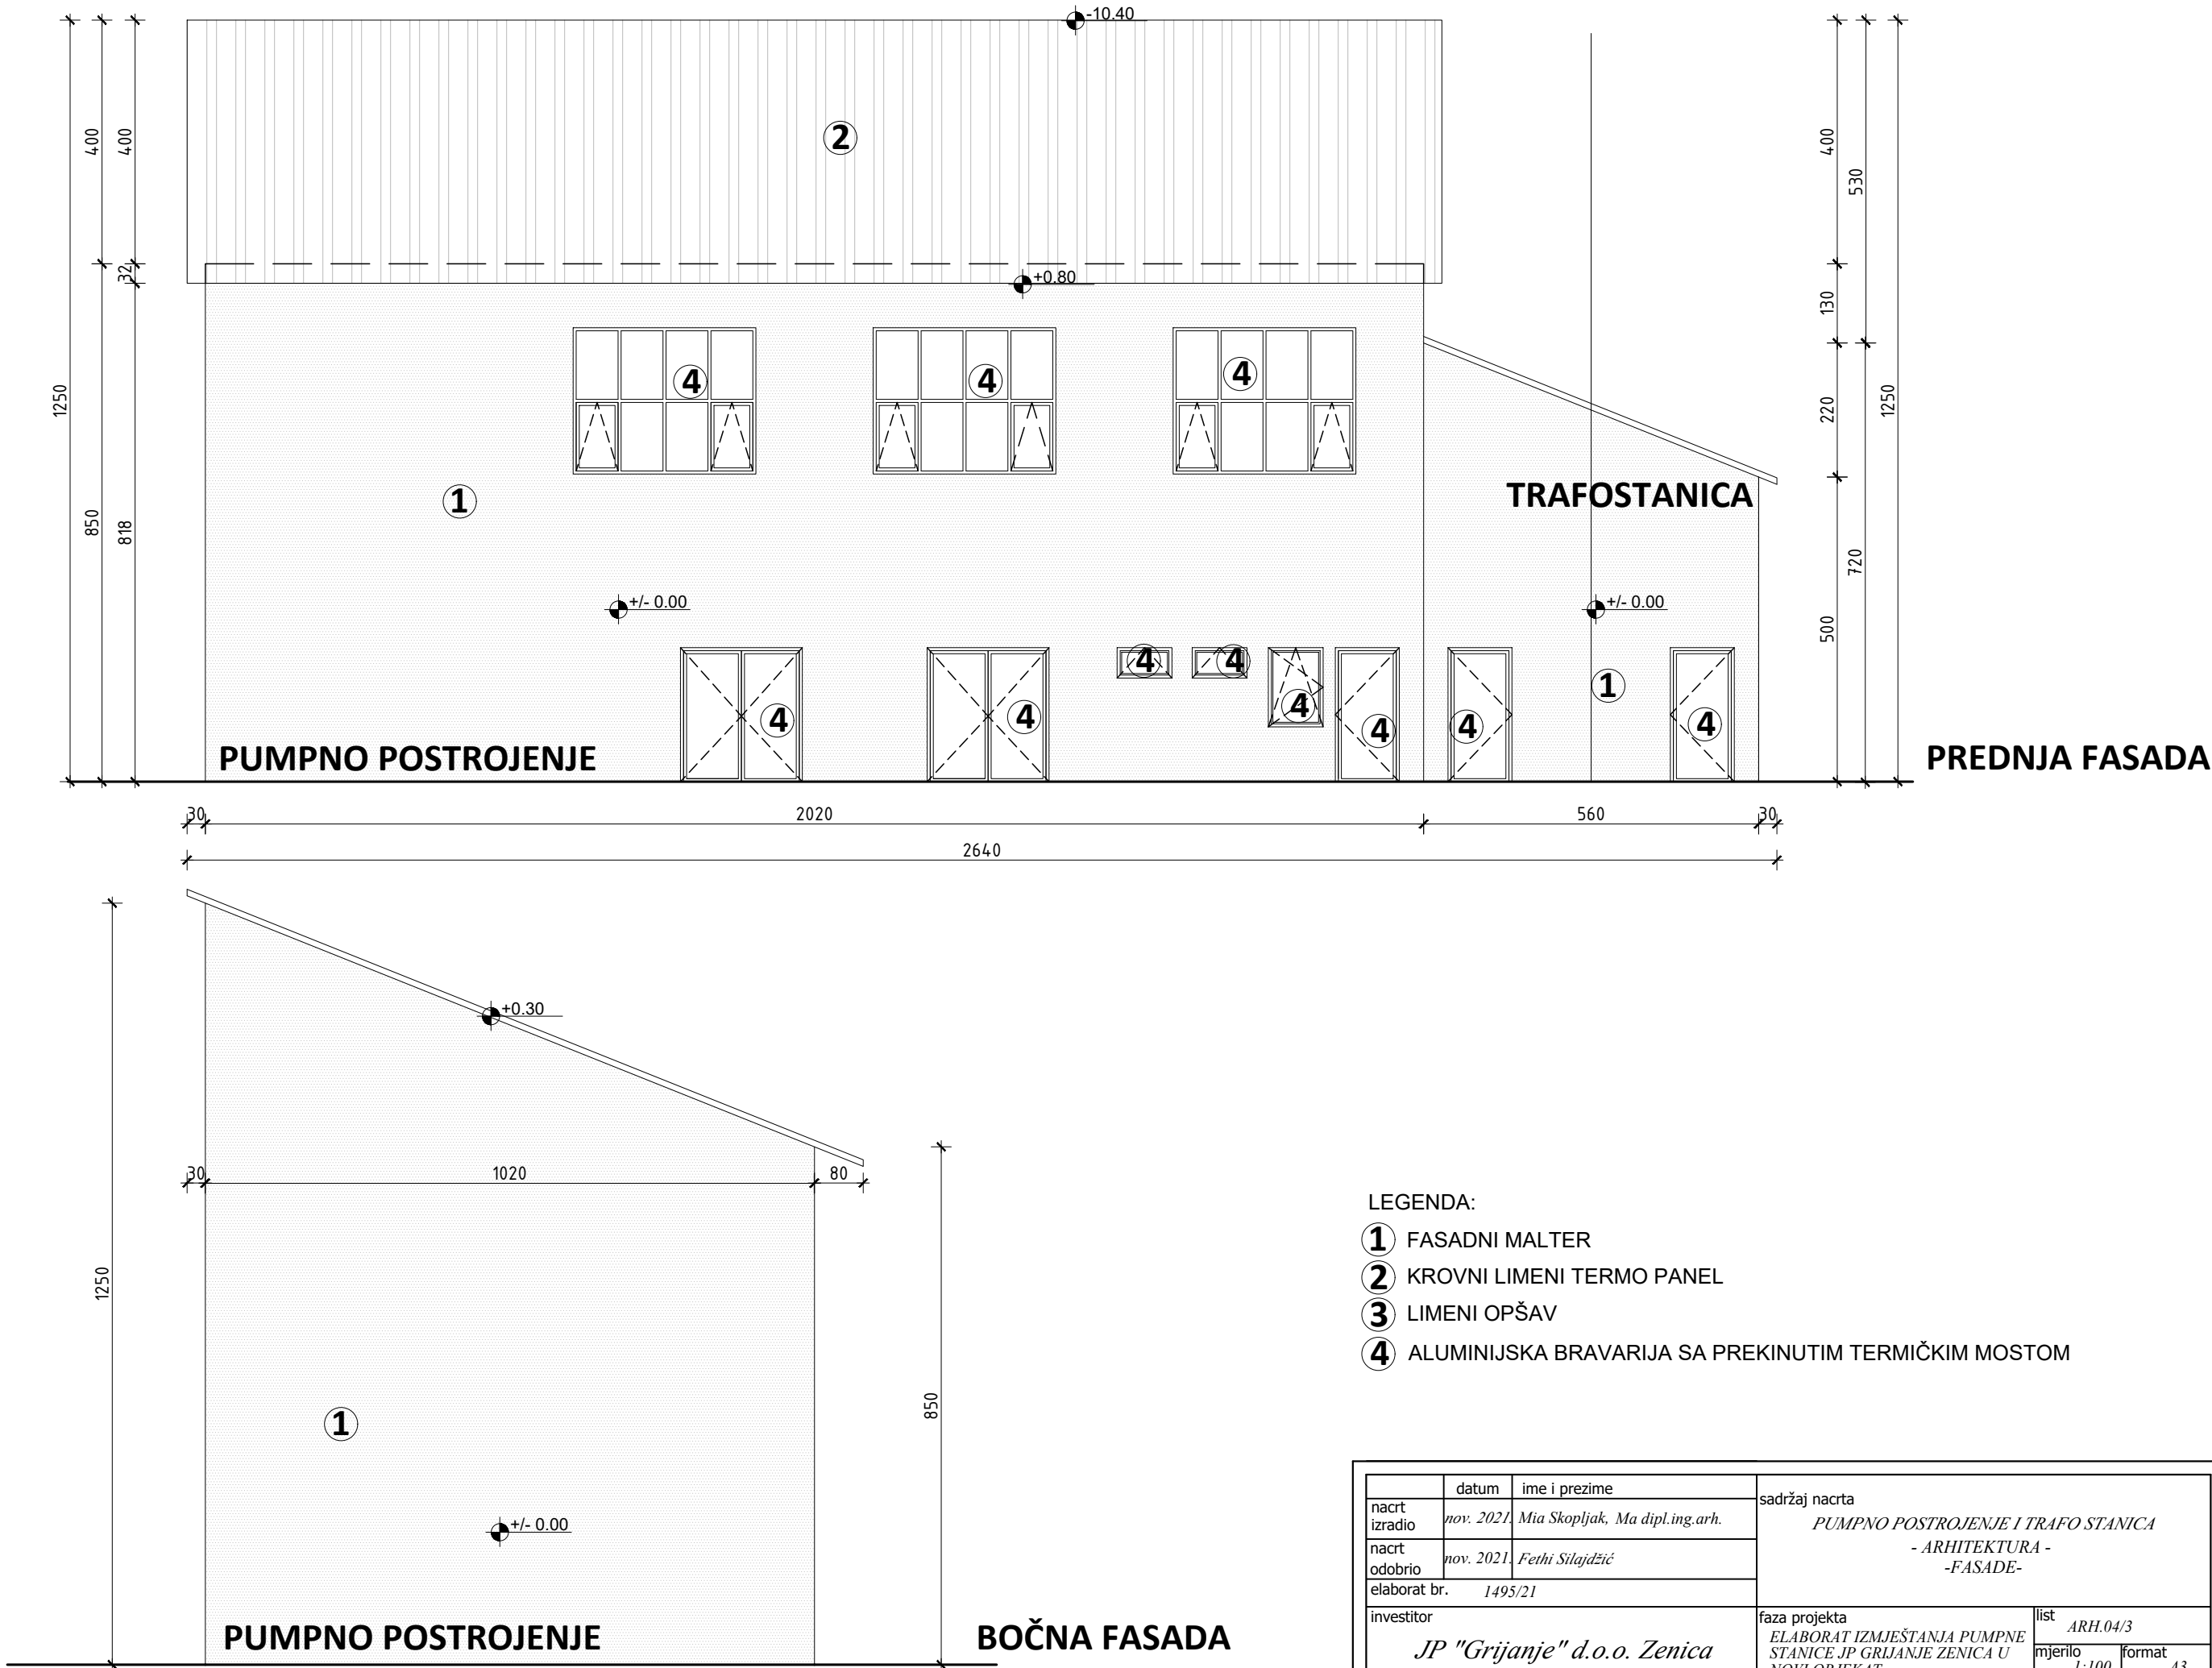 -10.40
400
400
2
400
530
32
+0.80
130
1250
4
4
4
220
1250
1
TRAFOSTANICA
850
818
720
+/- 0.00
+/- 0.00
500
4
4
4
4
4
4
4
4
1
PUMPNO POSTROJENJE
PREDNJA FASADA
30
2020
560
30
2640
+0.30
30
1020
80
1250
850
1
+/- 0.00
PUMPNO POSTROJENJE
BOČNA FASADA
LEGENDA:
1 FASADNI MALTER
2 KROVNI LIMENI TERMO PANEL
3 LIMENI OPŠAV
4 ALUMINIJSKA BRAVARIJA SA PREKINUTIM TERMIČKIM MOSTOM
datum ime i prezime
nacrt izradio nov. 2021. Mia Skopljak, Ma dipl.ing.arh.
nacrt odobrio nov. 2021. Fethi Silajdžić
elaborat br. 1495/21
investitor
JP "Grijanje" d.o.o. Zenica
sadržaj nacrta
PUMPNO POSTROJENJE I TRAFO STANICA
- ARHITEKTURA -
-FASADE-
faza projekta
ELABORAT IZMJEŠTANJA PUMPNE
STANICE JP GRIJANJE ZENICA U
NOVI OBJEKAT
list ARH.04/3
mjerilo 1:100
format A3